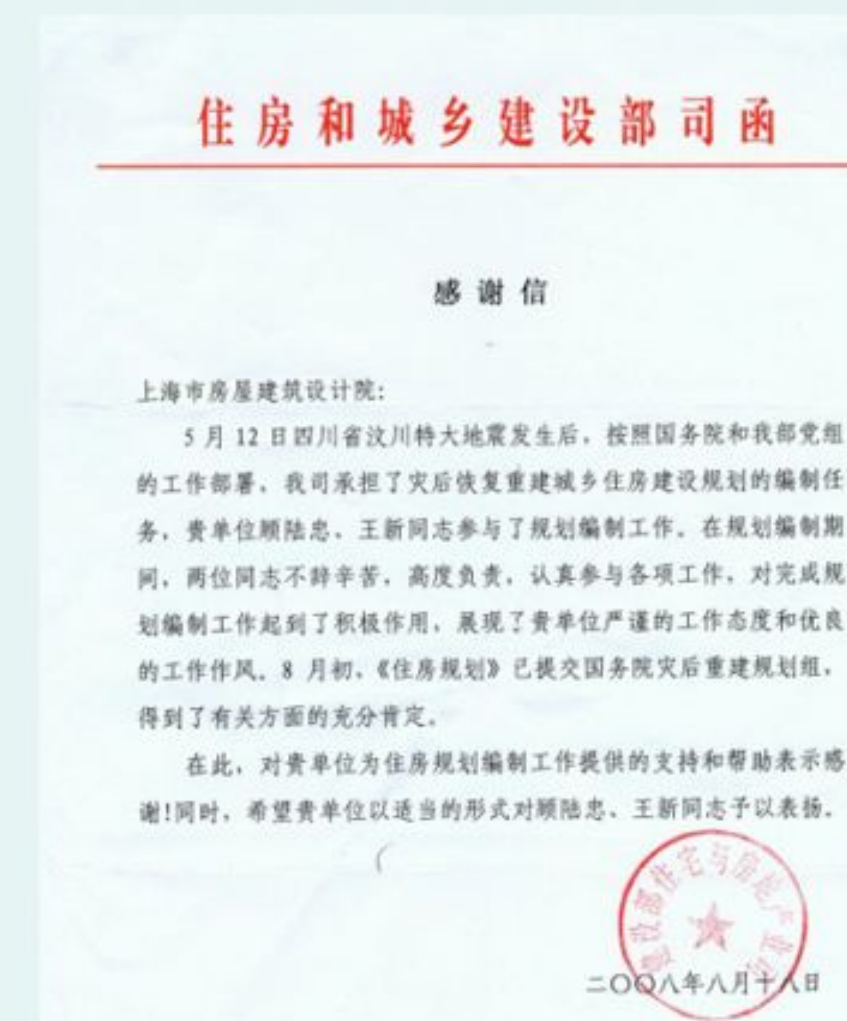 住房和城乡建设部司函
感谢信
上海市房屋建筑设计院:
5月12日四川省汶川特大地震发生后，按照国务院和我部党组
的工作部署，我司承担了灾后恢复重建城乡住房建设规划的编制任
务，贵单位顾陆忠、王新同志参与了规划编制工作。在规划编制期
间，两位同志不辞辛苦，高度负责，认真参与各项工作，对完成规
划编制工作起到了积极作用，展现了贵单位严谨的工作态度和优良
的工作作风。8月初，《住房规划》已提交国务院灾后重建规划组，
得到了有关方面的充分肯定。
在此，对贵单位为住房规划编制工作提供的支持和帮助表示感
谢!同时，希望贵单位以适当的形式对顾陆忠、王新同志予以表扬。
建设部住宅与房地产业司
二〇〇八年八月十八日